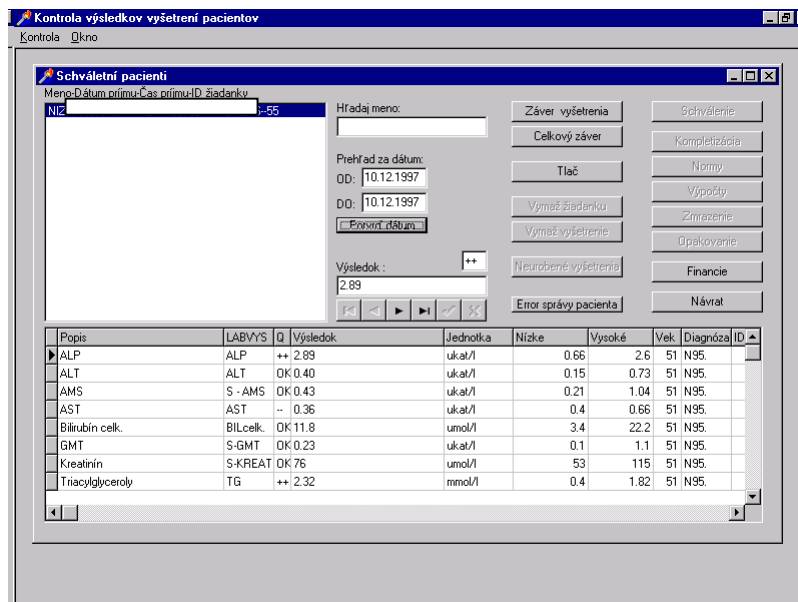 Kontrola výsledkov vyšetrení pacientov
Kontrola Okno
Schváletní pacienti
Meno-Dátum príjmu-Čas príjmu-ID žiadanky
NIZ -55
Hľadaj meno:
Prehľad za dátum:
OD: 10.12.1997
DO: 10.12.1997
Potvrď dátum
Výsledok : ++
2.89
Záver vyšetrenia
Celkový záver
Tlač
Vymaž žiadanku
Vymaž vyšetrenie
Neurobené vyšetrenia
Error správy pacienta
Schválenie
Kompletizácia
Normy
Výpočty
Zmrazenie
Opakovanie
Financie
Návrat
Popis LABVYS Q Výsledok Jednotka Nízke Vysoké Vek Diagnóza ID
ALP ALP ++ 2.89 ukat/l 0.66 2.6 51 N95.
ALT ALT OK 0.40 ukat/l 0.15 0.73 51 N95.
AMS S - AMS OK 0.43 ukat/l 0.21 1.04 51 N95.
AST AST -- 0.36 ukat/l 0.4 0.66 51 N95.
Bilirubín celk. BILcelk. OK 11.8 umol/l 3.4 22.2 51 N95.
GMT S-GMT OK 0.23 ukat/l 0.1 1.1 51 N95.
Kreatinín S-KREAT OK 76 umol/l 53 115 51 N95.
Triacylglyceroly TG ++ 2.32 mmol/l 0.4 1.82 51 N95.